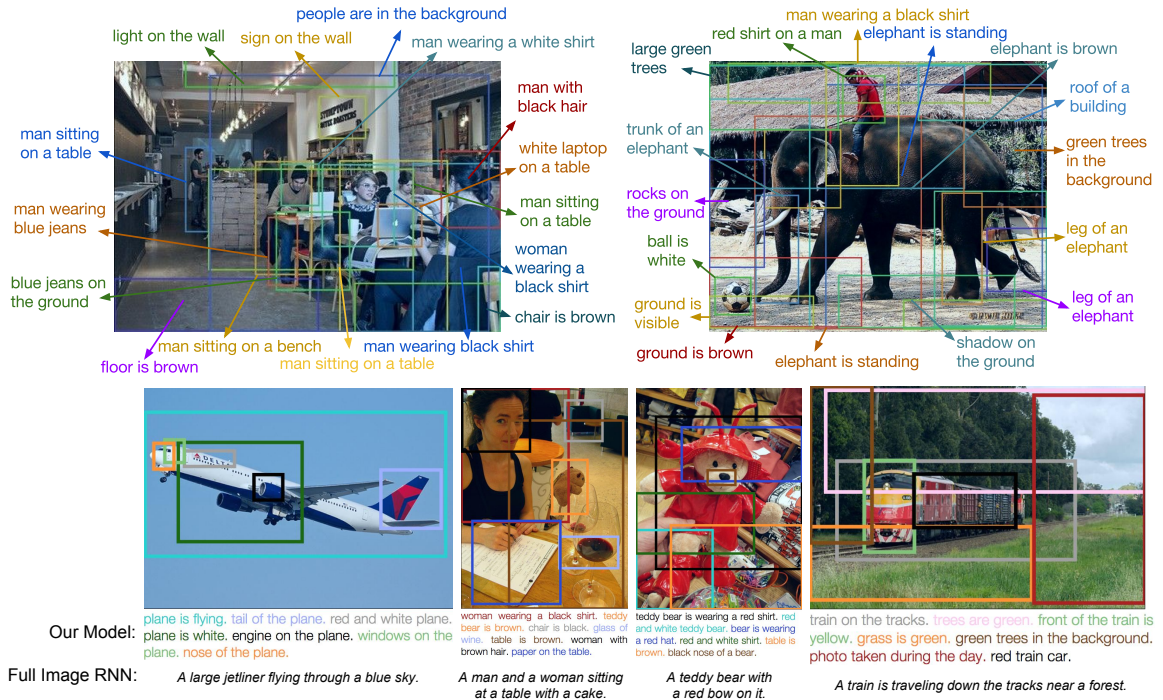 people are in the background
light on the wall
sign on the wall
man wearing a white shirt
man with
black hair
man sitting
on a table
white laptop
on a table
man wearing
blue jeans
man sitting
on a table
woman
wearing a
black shirt
blue jeans on
the ground
chair is brown
man sitting on a bench
man wearing black shirt
floor is brown
man sitting on a table
STUMPTOWN
COFFEE ROASTERS
man wearing a black shirt
red shirt on a man
elephant is standing
large green
trees
elephant is brown
roof of a
building
trunk of an
elephant
green trees
in the
background
rocks on
the ground
leg of an
elephant
ball is
white
leg of an
elephant
ground is
visible
ground is brown
elephant is standing
shadow on
the ground
DELTA
Our Model:
plane is flying. tail of the plane. red and white plane.
plane is white. engine on the plane. windows on the
plane. nose of the plane.
woman wearing a black shirt. teddy
bear is brown. chair is black. glass of
wine. table is brown. woman with
brown hair. paper on the table.
teddy bear is wearing a red shirt. red
and white teddy bear. bear is wearing
a red hat. red and white shirt. table is
brown. black nose of a bear.
train on the tracks. trees are green. front of the train is
yellow. grass is green. green trees in the background.
photo taken during the day. red train car.
Full Image RNN:
A large jetliner flying through a blue sky.
A man and a woman sitting
at a table with a cake.
A teddy bear with
a red bow on it.
A train is traveling down the tracks near a forest.